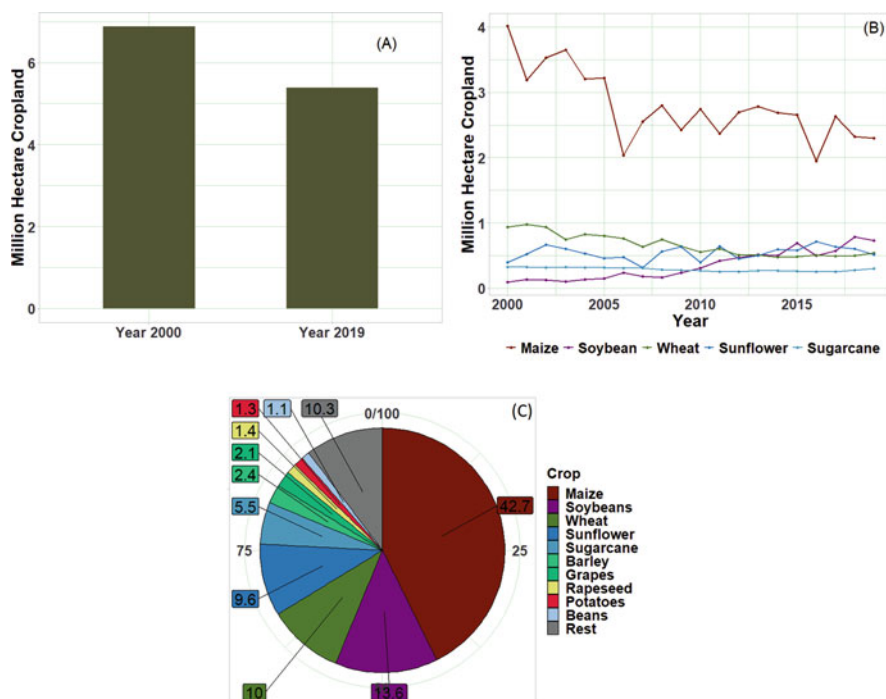 (A)
Million Hectare Cropland
6
4
2
0
Year 2000 Year 2019
(B)
Million Hectare Cropland
4
3
2
1
0
2000 2005 2010 2015
Year
Maize Soybean Wheat Sunflower Sugarcane
(C)
0/100
25
75
1.3 1.1 10.3
1.4
2.1
2.4
5.5
9.6
10
13.6
42.7
Crop
Maize
Soybeans
Wheat
Sunflower
Sugarcane
Barley
Grapes
Rapeseed
Potatoes
Beans
Rest